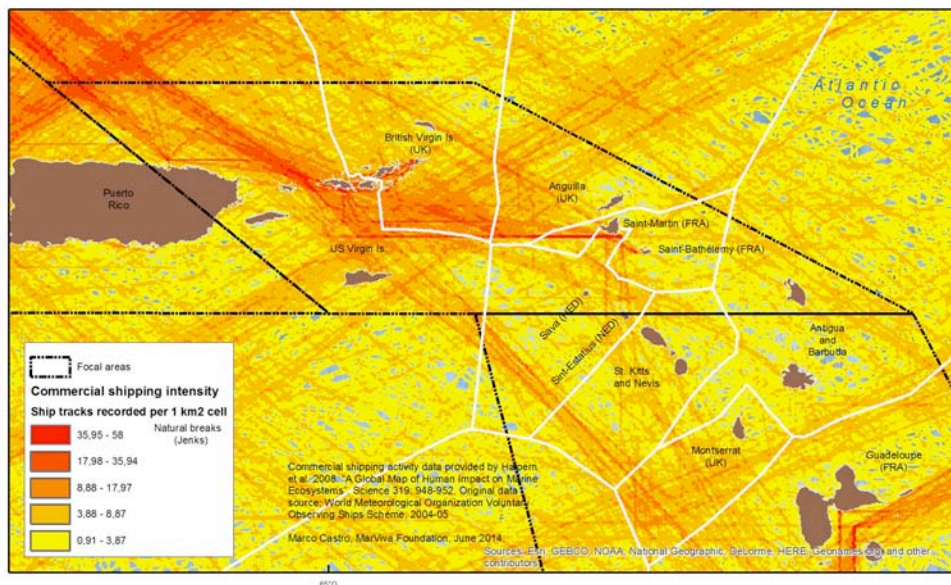 Atlantic
Ocean
British Virgin Is.
(UK)
Puerto
Rico
Anguilla
(UK)
Saint-Martin (FRA)
US Virgin Is.
Saint-Bathélemy (FRA)
Sava (NED)
Sint-Estatius (NED)
Antigua
and
Barbuda
St. Kitts
and Nevis
Montserrat
(UK)
Guadeloupe
(FRA)
Focal areas
Commercial shipping intensity
Ship tracks recorded per 1 km2 cell
Natural breaks
(Jenks)
35,95 - 58
17,98 - 35,94
8,88 - 17,97
3,88 - 8,87
0,91 - 3,87
Commercial shipping activity data provided by Halpern
et al. 2008. "A Global Map of Human Impact on Marine
Ecosystems", Science 319: 948-952. Original data
source: World Meteorological Organization Voluntary
Observing Ships Scheme, 2004-05
Marco Castro, MarViva Foundation, June 2014.
Sources: Esri, GEBCO, NOAA, National Geographic, DeLorme, HERE, Geonames.org, and other
contributors